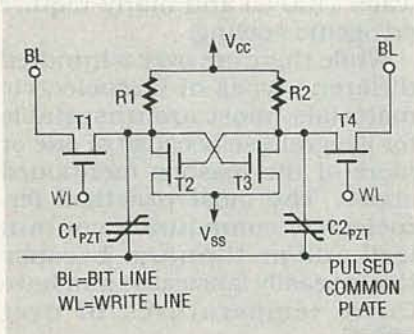 BL
V_CC
BL
R1
R2
T1
T4
T2
T3
WL
WL
C1_PZT
V_SS
C2_PZT
BL=BIT LINE
WL=WRITE LINE
PULSED
COMMON
PLATE